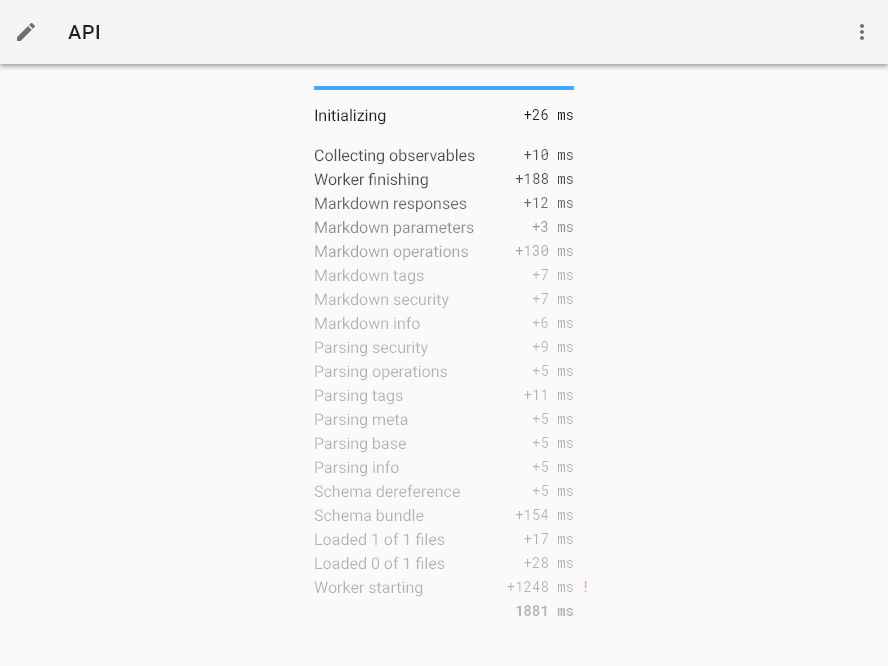 API
Initializing +26 ms
Collecting observables +10 ms
Worker finishing +188 ms
Markdown responses +12 ms
Markdown parameters +3 ms
Markdown operations +130 ms
Markdown tags +7 ms
Markdown security +7 ms
Markdown info +6 ms
Parsing security +9 ms
Parsing operations +5 ms
Parsing tags +11 ms
Parsing meta +5 ms
Parsing base +5 ms
Parsing info +5 ms
Schema dereference +5 ms
Schema bundle +154 ms
Loaded 1 of 1 files +17 ms
Loaded 0 of 1 files +28 ms
Worker starting +1248 ms !
1881 ms